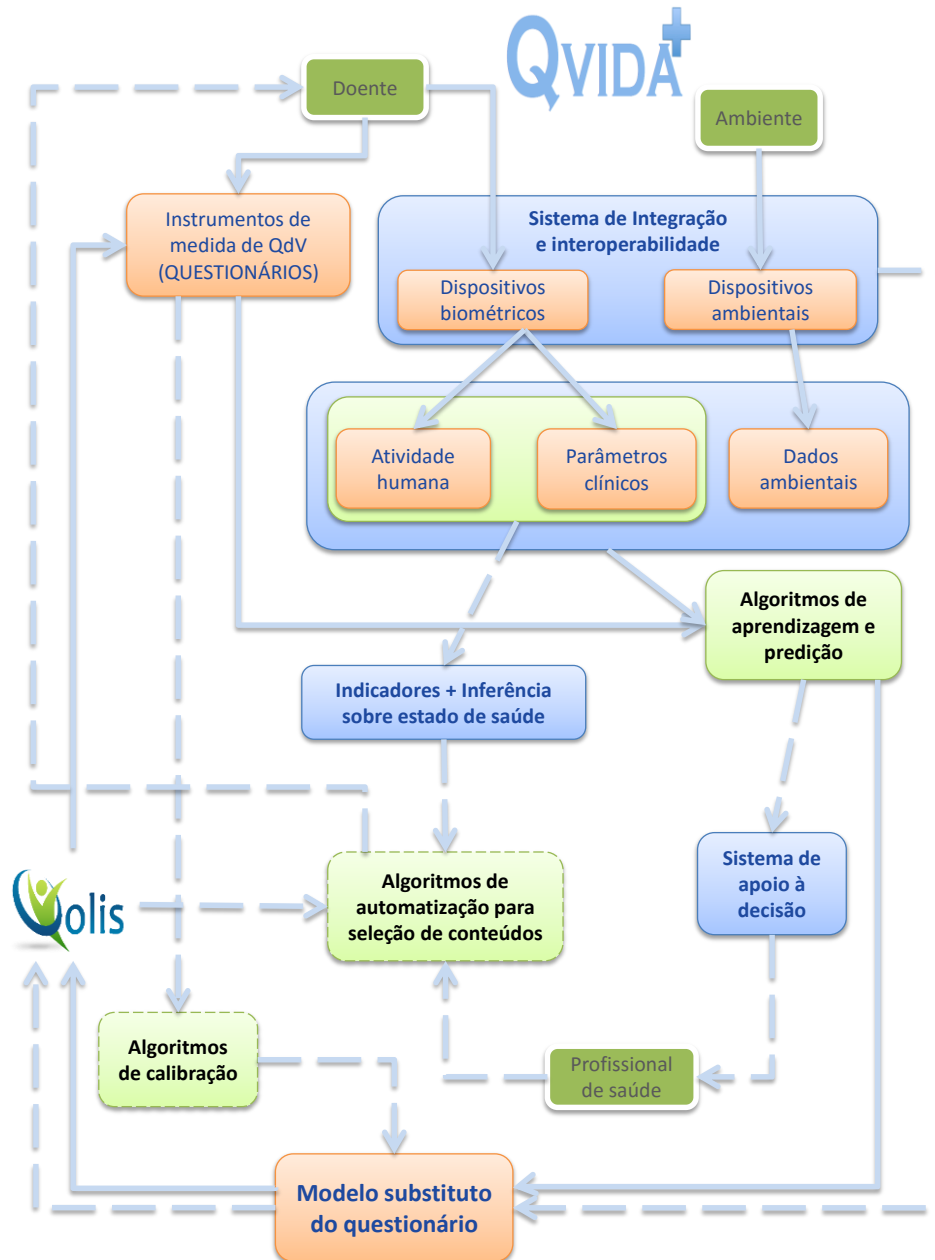 QVIDA+
Doente
Ambiente
Instrumentos de
medida de QdV
(QUESTIONÁRIOS)
Sistema de Integração
e interoperabilidade
Dispositivos
biométricos
Dispositivos
ambientais
Atividade
humana
Parâmetros
clínicos
Dados
ambientais
Algoritmos de
aprendizagem e
predição
Indicadores + Inferência
sobre estado de saúde
Sistema de
apoio à
decisão
Algoritmos de
automatização para
seleção de conteúdos
Qolis
Algoritmos
de calibração
Profissional
de saúde
Modelo substituto
do questionário